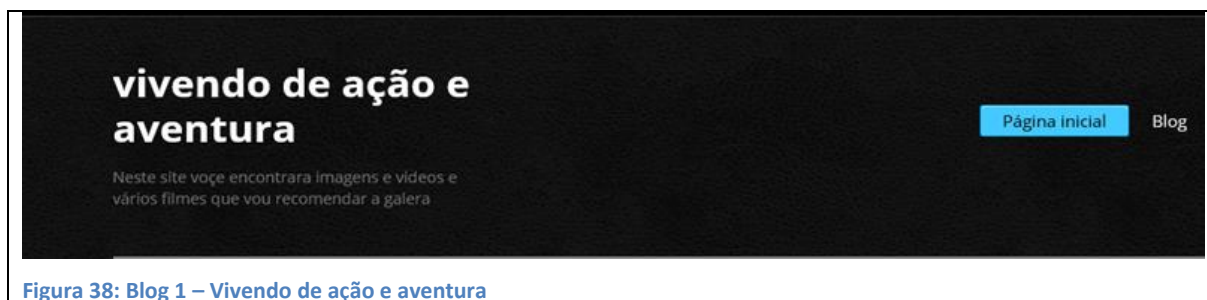 vivendo de ação e
aventura
Página inicial Blog
Neste site voçe encontrara imagens e videos e
vários filmes que vou recomendar a galera
Figura 38: Blog 1 – Vivendo de ação e aventura